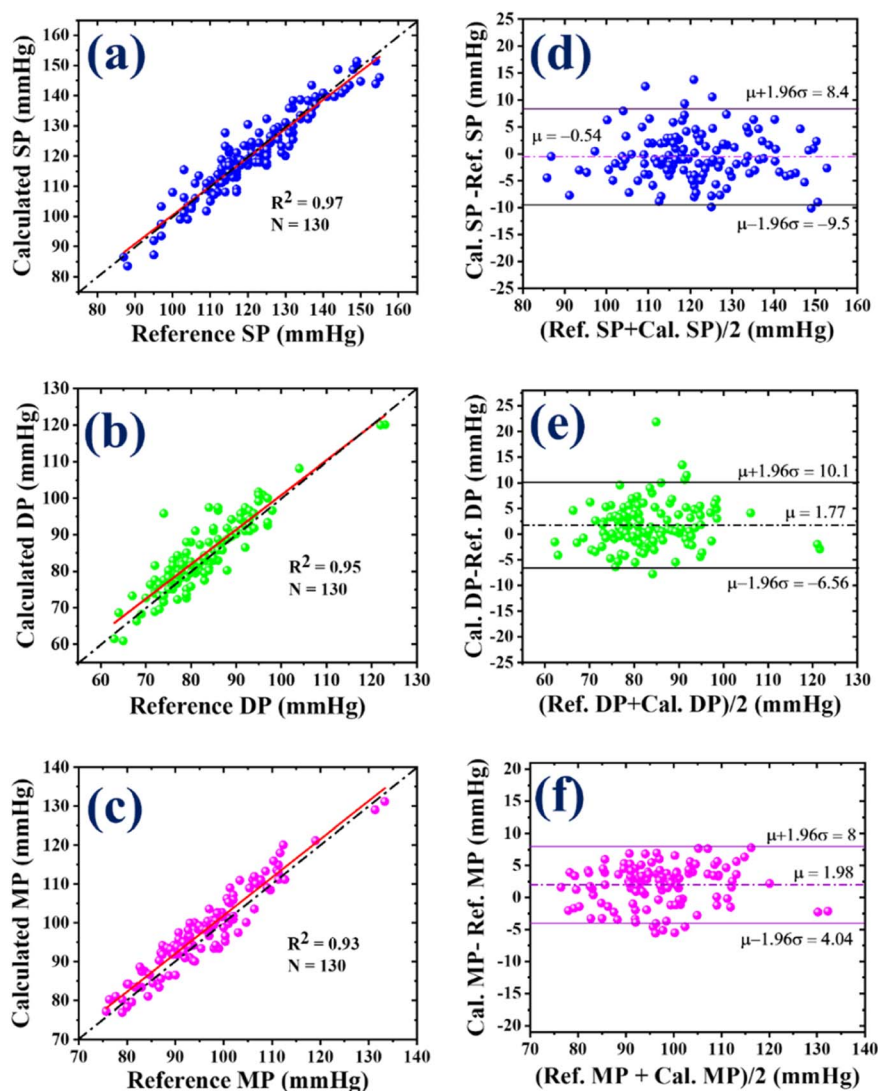 (a)
Calculated SP (mmHg)
160
150
140
130
120
110
100
90
80
R² = 0.97
N = 130
80 90 100 110 120 130 140 150 160
Reference SP (mmHg)
(d)
Cal. SP -Ref. SP (mmHg)
25
20
15
10
5
0
-5
-10
-15
-20
-25
μ+1.96σ = 8.4
μ = −0.54
μ−1.96σ = −9.5
80 90 100 110 120 130 140 150 160
(Ref. SP+Cal. SP)/2 (mmHg)
(b)
Calculated DP (mmHg)
130
120
110
100
90
80
70
60
R² = 0.95
N = 130
60 70 80 90 100 110 120 130
Reference DP (mmHg)
(e)
Cal. DP-Ref. DP (mmHg)
25
20
15
10
5
0
-5
-10
-15
-20
-25
μ+1.96σ = 10.1
μ = 1.77
μ−1.96σ = −6.56
60 70 80 90 100 110 120 130
(Ref. DP+Cal. DP)/2 (mmHg)
(c)
Calculated MP (mmHg)
140
130
120
110
100
90
80
70
R² = 0.93
N = 130
70 80 90 100 110 120 130 140
Reference MP (mmHg)
(f)
Cal. MP- Ref. MP (mmHg)
20
15
10
5
0
-5
-10
-15
-20
μ+1.96σ = 8
μ = 1.98
μ−1.96σ = 4.04
70 80 90 100 110 120 130 140
(Ref. MP + Cal. MP)/2 (mmHg)